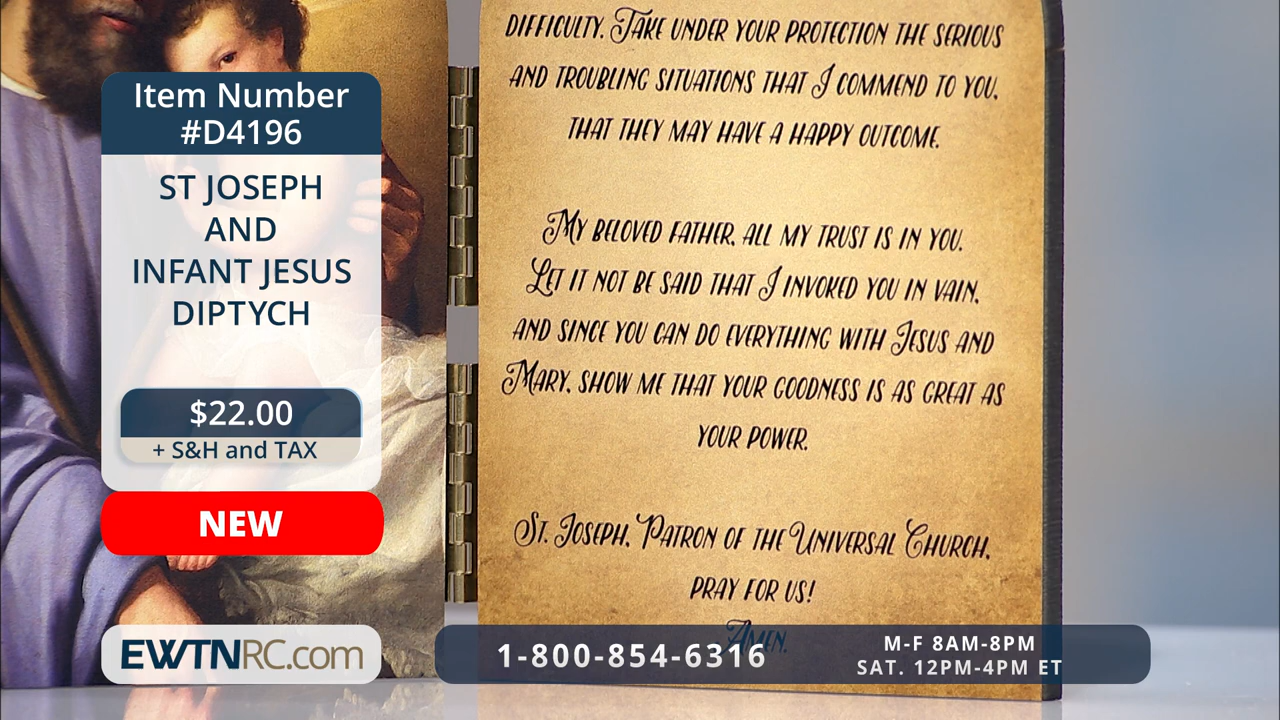 Item Number
#D4196
ST JOSEPH
AND
INFANT JESUS
DIPTYCH
$22.00
+ S&H and TAX
NEW
EWTNRC.com
DIFFICULTY. TAKE UNDER YOUR PROTECTION THE SERIOUS
AND TROUBLING SITUATIONS THAT I COMMEND TO YOU,
THAT THEY MAY HAVE A HAPPY OUTCOME.
MY BELOVED FATHER, ALL MY TRUST IS IN YOU.
LET IT NOT BE SAID THAT I INVOKED YOU IN VAIN,
AND SINCE YOU CAN DO EVERYTHING WITH JESUS AND
MARY, SHOW ME THAT YOUR GOODNESS IS AS GREAT AS
YOUR POWER.
ST. JOSEPH, PATRON OF THE UNIVERSAL CHURCH,
PRAY FOR US!
AMEN.
1-800-854-6316
M-F 8AM-8PM
SAT. 12PM-4PM ET